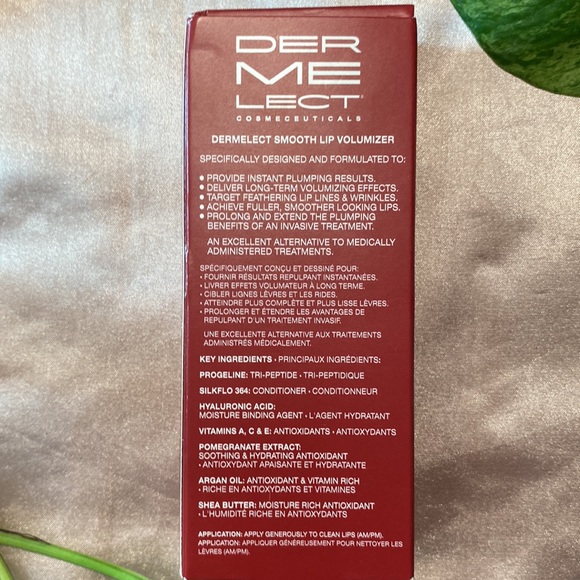 DER
ME
LECT
COSMECEUTICALS
DERMELECT SMOOTH LIP VOLUMIZER
SPECIFICALLY DESIGNED AND FORMULATED TO:
• PROVIDE INSTANT PLUMPING RESULTS.
• DELIVER LONG-TERM VOLUMIZING EFFECTS.
• TARGET FEATHERING LIP LINES & WRINKLES.
• ACHIEVE FULLER, SMOOTHER LOOKING LIPS.
• PROLONG AND EXTEND THE PLUMPING
BENEFITS OF AN INVASIVE TREATMENT.
AN EXCELLENT ALTERNATIVE TO MEDICALLY
ADMINISTERED TREATMENTS.
SPÉCIFIQUEMENT CONÇU ET DESSINÉ POUR:
• FOURNIR RÉSULTATS REPULPANT INSTANTANÉES.
• LIVRER EFFETS VOLUMATEUR À LONG TERME.
• CIBLER LIGNES LÈVRES ET LES RIDES.
• ATTEINDRE PLUS COMPLÈTE ET PLUS LISSE LÈVRES.
• PROLONGER ET ÉTENDRE LES AVANTAGES DE
REPULPANT D'UN TRAITEMENT INVASIF.
UNE EXCELLENTE ALTERNATIVE AUX TRAITEMENTS
ADMINISTRÉS MÉDICALEMENT.
KEY INGREDIENTS • PRINCIPAUX INGRÉDIENTS:
PROGELINE: TRI-PEPTIDE • TRI-PEPTIDIQUE
SILKFLO 364: CONDITIONER • CONDITIONNEUR
HYALURONIC ACID:
MOISTURE BINDING AGENT • L'AGENT HYDRATANT
VITAMINS A, C & E: ANTIOXIDANTS • ANTIOXYDANTS
POMEGRANATE EXTRACT:
SOOTHING & HYDRATING ANTIOXIDANT
• ANTIOXYDANT APAISANTE ET HYDRATANTE
ARGAN OIL: ANTIOXIDANT & VITAMIN RICH
• RICHE EN ANTIOXYDANTS ET VITAMINES
SHEA BUTTER: MOISTURE RICH ANTIOXIDANT
• L'HUMIDITÉ RICHE EN ANTIOXYDANTS
APPLICATION: APPLY GENEROUSLY TO CLEAN LIPS (AM/PM).
APPLICATION: APPLIQUER GÉNÉREUSEMENT POUR NETTOYER LES
LÈVRES (AM/PM).